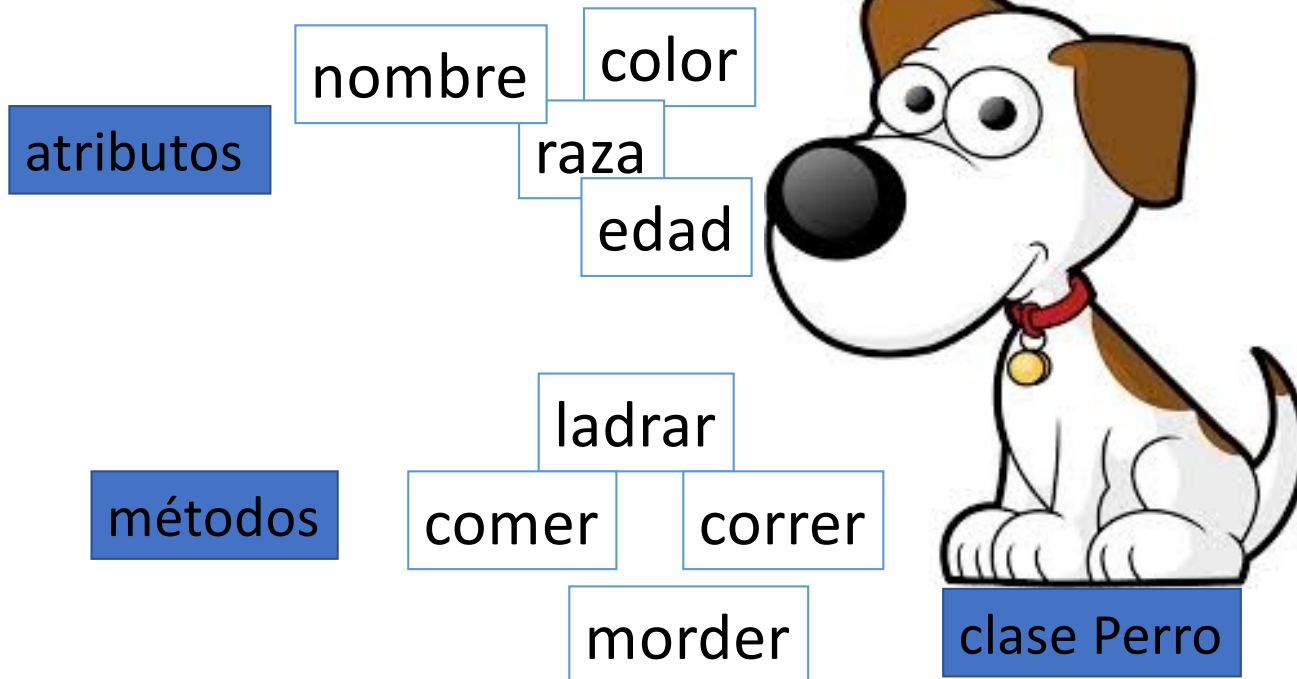 atributos
nombre
color
raza
edad
métodos
ladrar
comer
correr
morder
clase Perro